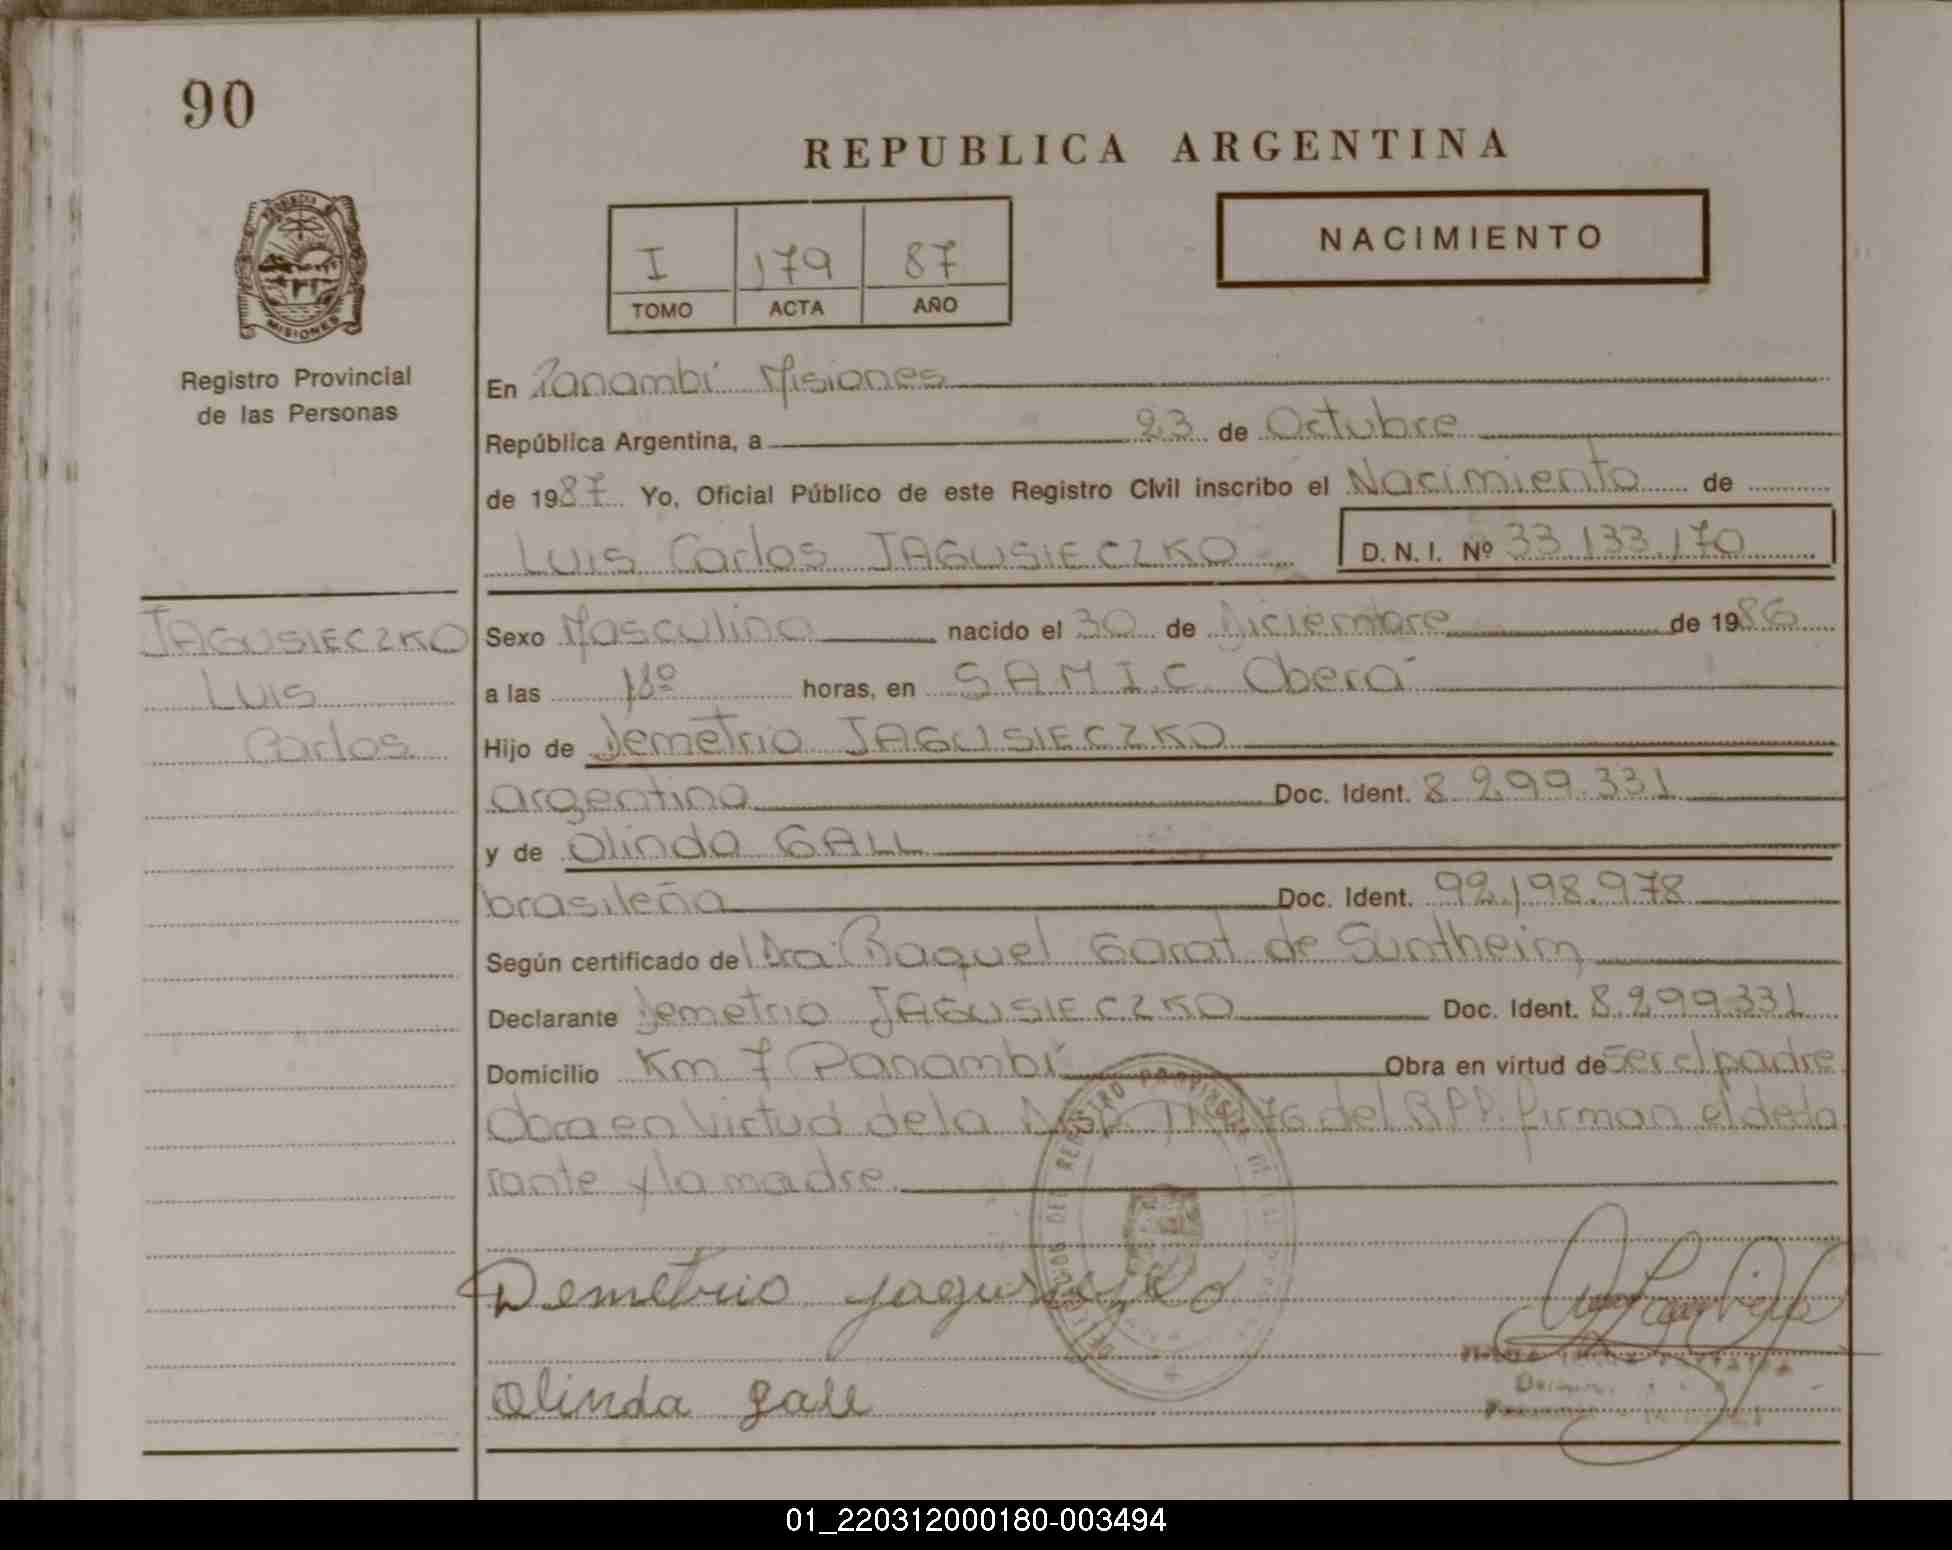 90
REPUBLICA ARGENTINA
NACIMIENTO
I 179 87
TOMO ACTA AÑO
MISIONES
Registro Provincial
de las Personas
En Panambí Misiones
República Argentina, a 23 de Octubre
de 1987 Yo, Oficial Público de este Registro Civil inscribo el Nacimiento de
Luis Carlos JAGUSIECZKO D.N.I. Nº 33.133.170
JAGUSIECZKO
Luis
Carlos
Sexo Masculino nacido el 30 de Diciembre de 1986
a las horas, en S.A.M.I.C. Oberá
Hijo de Demetrio JAGUSIECZKO
argentino Doc. Ident. 8.299.331
y de Olinda GALL
brasileña Doc. Ident. 92.198.978
Según certificado del Dra. Raquel Garat de Suntheim
Declarante Demetrio JAGUSIECZKO Doc. Ident. 8.299.331
Domicilio Km 7 Panambí Obra en virtud de ser el padre
Obra en virtud de la del R.P.P. firman el decla
rante y la madre.
Demetrio
Olinda gall
01_220312000180-003494